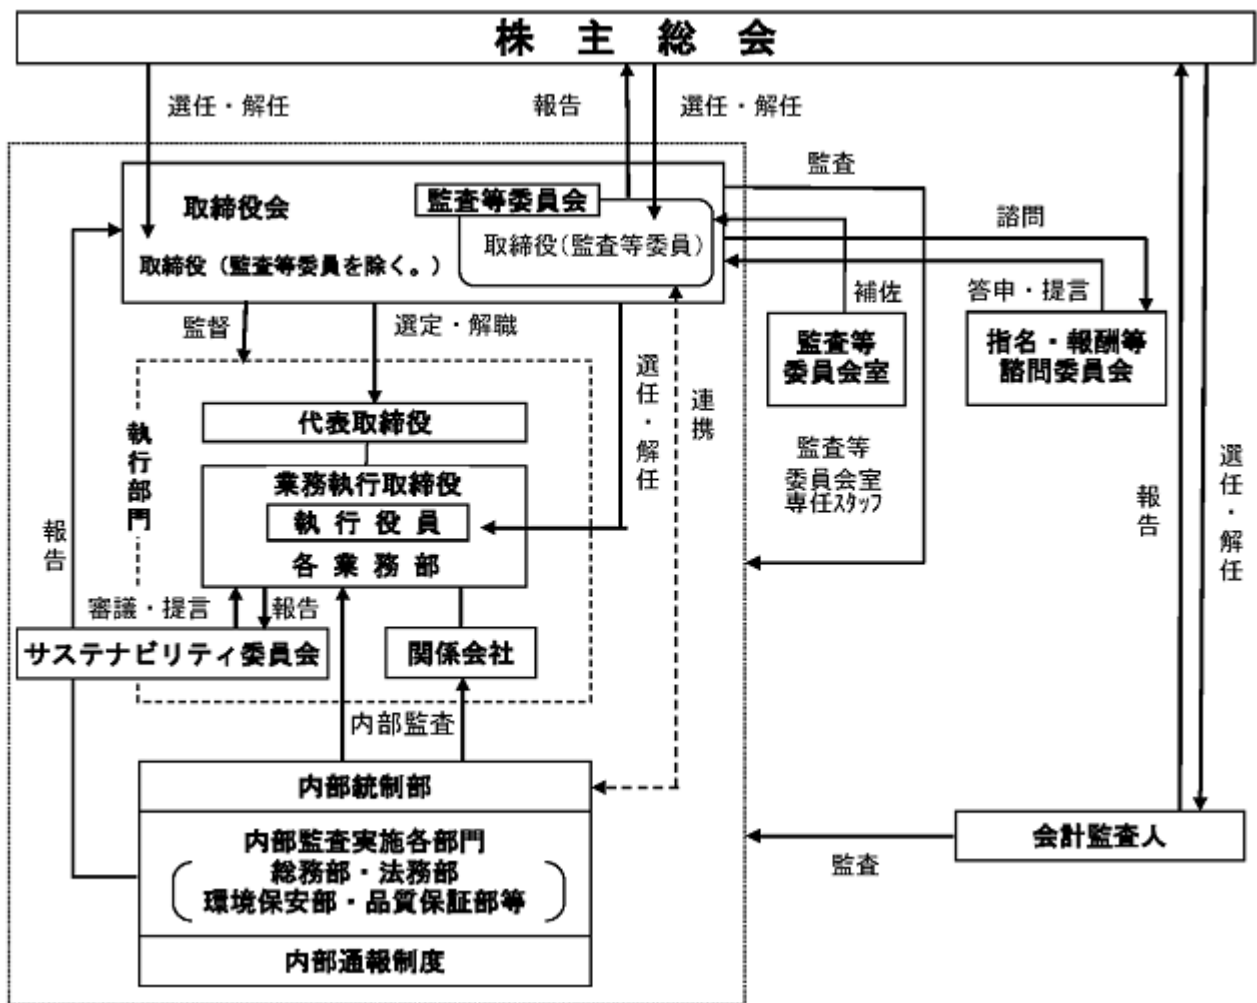 株主総会
選任・解任
報告
選任・解任
監査
取締役会
監査等委員会
取締役（監査等委員）
取締役（監査等委員を除く。）
諮問
答申・提言
補佐
監査等
委員会室
指名・報酬等
諮問委員会
監督
選定・解職
選任・解任
連携
執行部門
代表取締役
業務執行取締役
執行役員
各業務部
監査等
委員会室
専任スタッフ
報告
選任・解任
報告
審議・提言
報告
サステナビリティ委員会
関係会社
内部監査
内部統制部
内部監査実施各部門
総務部・法務部
環境保安部・品質保証部等
内部通報制度
会計監査人
監査